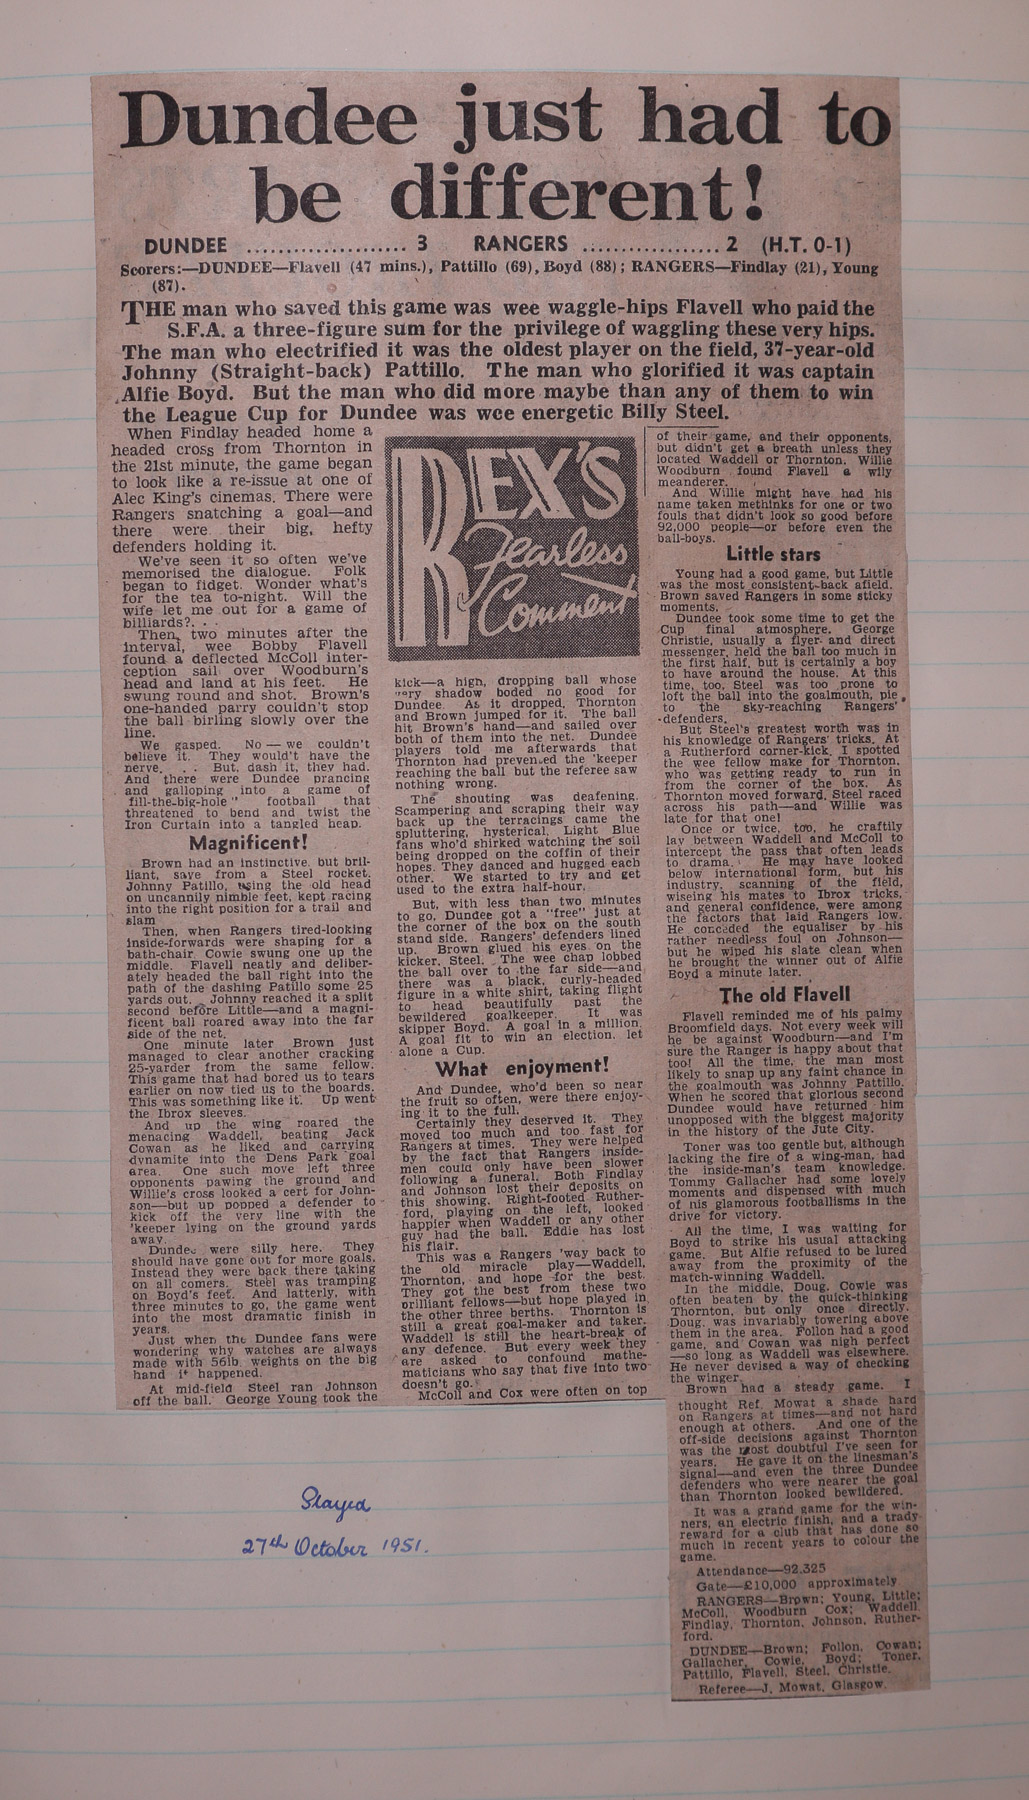 Dundee just had to
be different!
DUNDEE ..................... 3 RANGERS .................. 2 (H.T. 0-1)
Scorers:—DUNDEE—Flavell (47 mins.), Pattillo (69), Boyd (88); RANGERS—Findlay (21), Young
(87).
THE man who saved this game was wee waggle-hips Flavell who paid the
S.F.A. a three-figure sum for the privilege of waggling these very hips.
The man who electrified it was the oldest player on the field, 37-year-old
Johnny (Straight-back) Pattillo. The man who glorified it was captain
Alfie Boyd. But the man who did more maybe than any of them to win
the League Cup for Dundee was wee energetic Billy Steel.
When Findlay headed home a
headed cross from Thornton in
the 21st minute, the game began
to look like a re-issue at one of
Alec King's cinemas. There were
Rangers snatching a goal—and
there were their big, hefty
defenders holding it.
We've seen it so often we've
memorised the dialogue. Folk
began to fidget. Wonder what's
for the tea to-night. Will the
wife let me out for a game of
billiards?. . .
Then, two minutes after the
interval, wee Bobby Flavell
found a deflected McColl inter-
ception sail over Woodburn's
head and land at his feet. He
swung round and shot. Brown's
one-handed parry couldn't stop
the ball birling slowly over the
line.
We gasped. No — we couldn't
believe it. They wouldn't have the
nerve. . . But, dash it, they had.
And there were Dundee prancing
and galloping into a game of
fill-the-big-hole" football that
threatened to bend and twist the
Iron Curtain into a tangled heap.
Magnificent!
Brown had an instinctive, but bril-
liant, save from a Steel rocket.
Johnny Patillo, using the old head
on uncannily nimble feet, kept racing
into the right position for a trail and
slam
Then, when Rangers tired-looking
inside-forwards were shaping for a
bath-chair, Cowie swung one up the
middle. Flavell neatly and deliber-
ately headed the ball right into the
path of the dashing Patillo some 25
yards out. Johnny reached it a split
second before Little—and a magni-
ficent ball roared away into the far
side of the net.
One minute later Brown just
managed to clear another cracking
25-yarder from the same fellow.
This game that had bored us to tears
earlier on now tied us to the boards.
This was something like it. Up went
the Ibrox sleeves.
And up the wing roared the
menacing Waddell, beating Jack
Cowan as he liked and carrying
dynamite into the Dens Park goal
area. One such move left three
opponents pawing the ground and
Willie's cross looked a cert for John-
son—but up popped a defender to
kick off the very line with the
'keeper lying on the ground yards
away.
Dundee were silly here. They
should have gone out for more goals.
Instead they were back there taking
on all comers. Steel was tramping
on Boyd's feet. And latterly, with
three minutes to go, the game went
into the most dramatic finish in
years.
Just when the Dundee fans were
wondering why watches are always
made with 56lb. weights on the big
hand it happened.
At mid-field Steel ran Johnson
off the ball. George Young took the
REX'S
Fearless
Comment
kick—a high, dropping ball whose
very shadow boded no good for
Dundee. As it dropped, Thornton
and Brown jumped for it. The ball
hit Brown's hand—and sailed over
both of them into the net. Dundee
players told me afterwards that
Thornton had prevented the 'keeper
reaching the ball but the referee saw
nothing wrong.
The shouting was deafening.
Scampering and scraping their way
back up the terracings came the
spluttering, hysterical, Light Blue
fans who'd shirked watching the soil
being dropped on the coffin of their
hopes. They danced and hugged each
other. We started to try and get
used to the extra half-hour.
But, with less than two minutes
to go, Dundee got a "free" just at
the corner of the box on the south
stand side. Rangers' defenders lined
up. Brown glued his eyes on the
kicker, Steel. The wee chap lobbed
the ball over to the far side—and
there was a black, curly-headed
figure in a white shirt, taking flight
to head beautifully past the
bewildered goalkeeper. It was
skipper Boyd. A goal in a million.
A goal fit to win an election, let
alone a Cup.
What enjoyment!
And Dundee, who'd been so near
the fruit so often, were there enjoy-
ing it to the full.
Certainly they deserved it. They
moved too much and too fast for
Rangers at times. They were helped
by the fact that Rangers inside-
men could only have been slower
following a funeral. Both Findlay
and Johnson lost their deposits on
this showing. Right-footed Ruther-
ford, playing on the left, looked
happier when Waddell or any other
guy had the ball. Eddie has lost
his flair.
This was a Rangers 'way back to
the old miracle play—Waddell,
Thornton, and hope for the best.
They got the best from these two
brilliant fellows—but hope played in
the other three berths. Thornton is
still a great goal-maker and taker.
Waddell is still the heart-break of
any defence. But every week they
are asked to confound mathe-
maticians who say that five into two
doesn't go.
McColl and Cox were often on top
of their game, and their opponents,
but didn't get a breath unless they
located Waddell or Thornton. Willie
Woodburn found Flavell a wily
meanderer.
And Willie might have had his
name taken methinks for one or two
fouls that didn't look so good before
92,000 people—or before even the
ball-boys.
Little stars
Young had a good game, but Little
was the most consistent back afield.
Brown saved Rangers in some sticky
moments.
Dundee took some time to get the
Cup final atmosphere. George
Christie, usually a flyer and direct
messenger, held the ball too much in
the first half, but is certainly a boy
to have around the house. At this
time, too, Steel was too prone to
loft the ball into the goalmouth, pie
to the sky-reaching Rangers'
defenders.
But Steel's greatest worth was in
his knowledge of Rangers' tricks. At
a Rutherford corner-kick, I spotted
the wee fellow make for Thornton,
who was getting ready to run in
from the corner of the box. As
Thornton moved forward, Steel raced
across his path—and Willie was
late for that one!
Once or twice, too, he craftily
lay between Waddell and McColl to
intercept the pass that often leads
to drama. He may have looked
below international form, but his
industry, scanning of the field,
wiseing his mates to Ibrox tricks,
and general confidence, were among
the factors that laid Rangers low.
He conceded the equaliser by his
rather needless foul on Johnson—
but he wiped his slate clean when
he brought the winner out of Alfie
Boyd a minute later.
The old Flavell
Flavell reminded me of his palmy
Broomfield days. Not every week will
he be against Woodburn—and I'm
sure the Ranger is happy about that
too! All the time, the man most
likely to snap up any faint chance in
the goalmouth was Johnny Pattillo.
When he scored that glorious second
Dundee would have returned him
unopposed with the biggest majority
in the history of the Jute City.
Toner was too gentle but, although
lacking the fire of a wing-man, had
the inside-man's team knowledge.
Tommy Gallacher had some lovely
moments and dispensed with much
of his glamorous footballisms in the
drive for victory.
All the time, I was waiting for
Boyd to strike his usual attacking
game. But Alfie refused to be lured
away from the proximity of the
match-winning Waddell.
In the middle, Doug. Cowie was
often beaten by the quick-thinking
Thornton, but only once directly.
Doug. was invariably towering above
them in the area. Follon had a good
game, and Cowan was nigh perfect
—so long as Waddell was elsewhere.
He never devised a way of checking
the winger.
Brown had a steady game. I
thought Ref. Mowat a shade hard
on Rangers at times—and not hard
enough at others. And one of the
off-side decisions against Thornton
was the most doubtful I've seen for
years. He gave it on the linesman's
signal—and even the three Dundee
defenders who were nearer the goal
than Thornton looked bewildered.
It was a grand game for the win-
ners, an electric finish, and a trady
reward for a club that has done so
much in recent years to colour the
game.
Attendance—92,325
Gate—£10,000 approximately
RANGERS—Brown; Young, Little;
McColl, Woodburn Cox; Waddell,
Findlay, Thornton, Johnson, Ruther-
ford.
DUNDEE—Brown; Follon, Cowan;
Gallacher, Cowie, Boyd; Toner,
Pattillo, Flavell, Steel, Christie.
Referee—J. Mowat, Glasgow.
Played
27th October 1951.